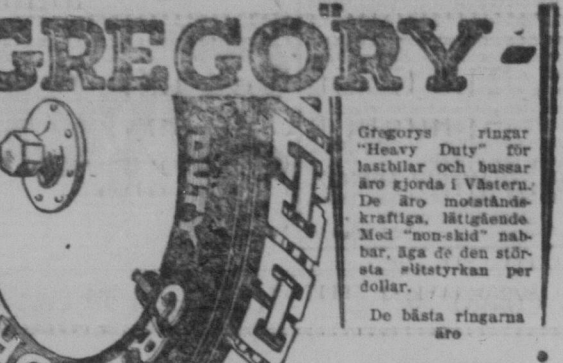 GREGORY-
DUTY
Gregorys ringar
"Heavy Duty" för
lastbilar och bussar
äro gjorda i Västern.
De äro motstånds-
kraftiga, lättgående.
Med "non-skid" nab-
bar, äga de den stör-
sta slitstyrkan per
dollar.
De bästa ringarna
äro